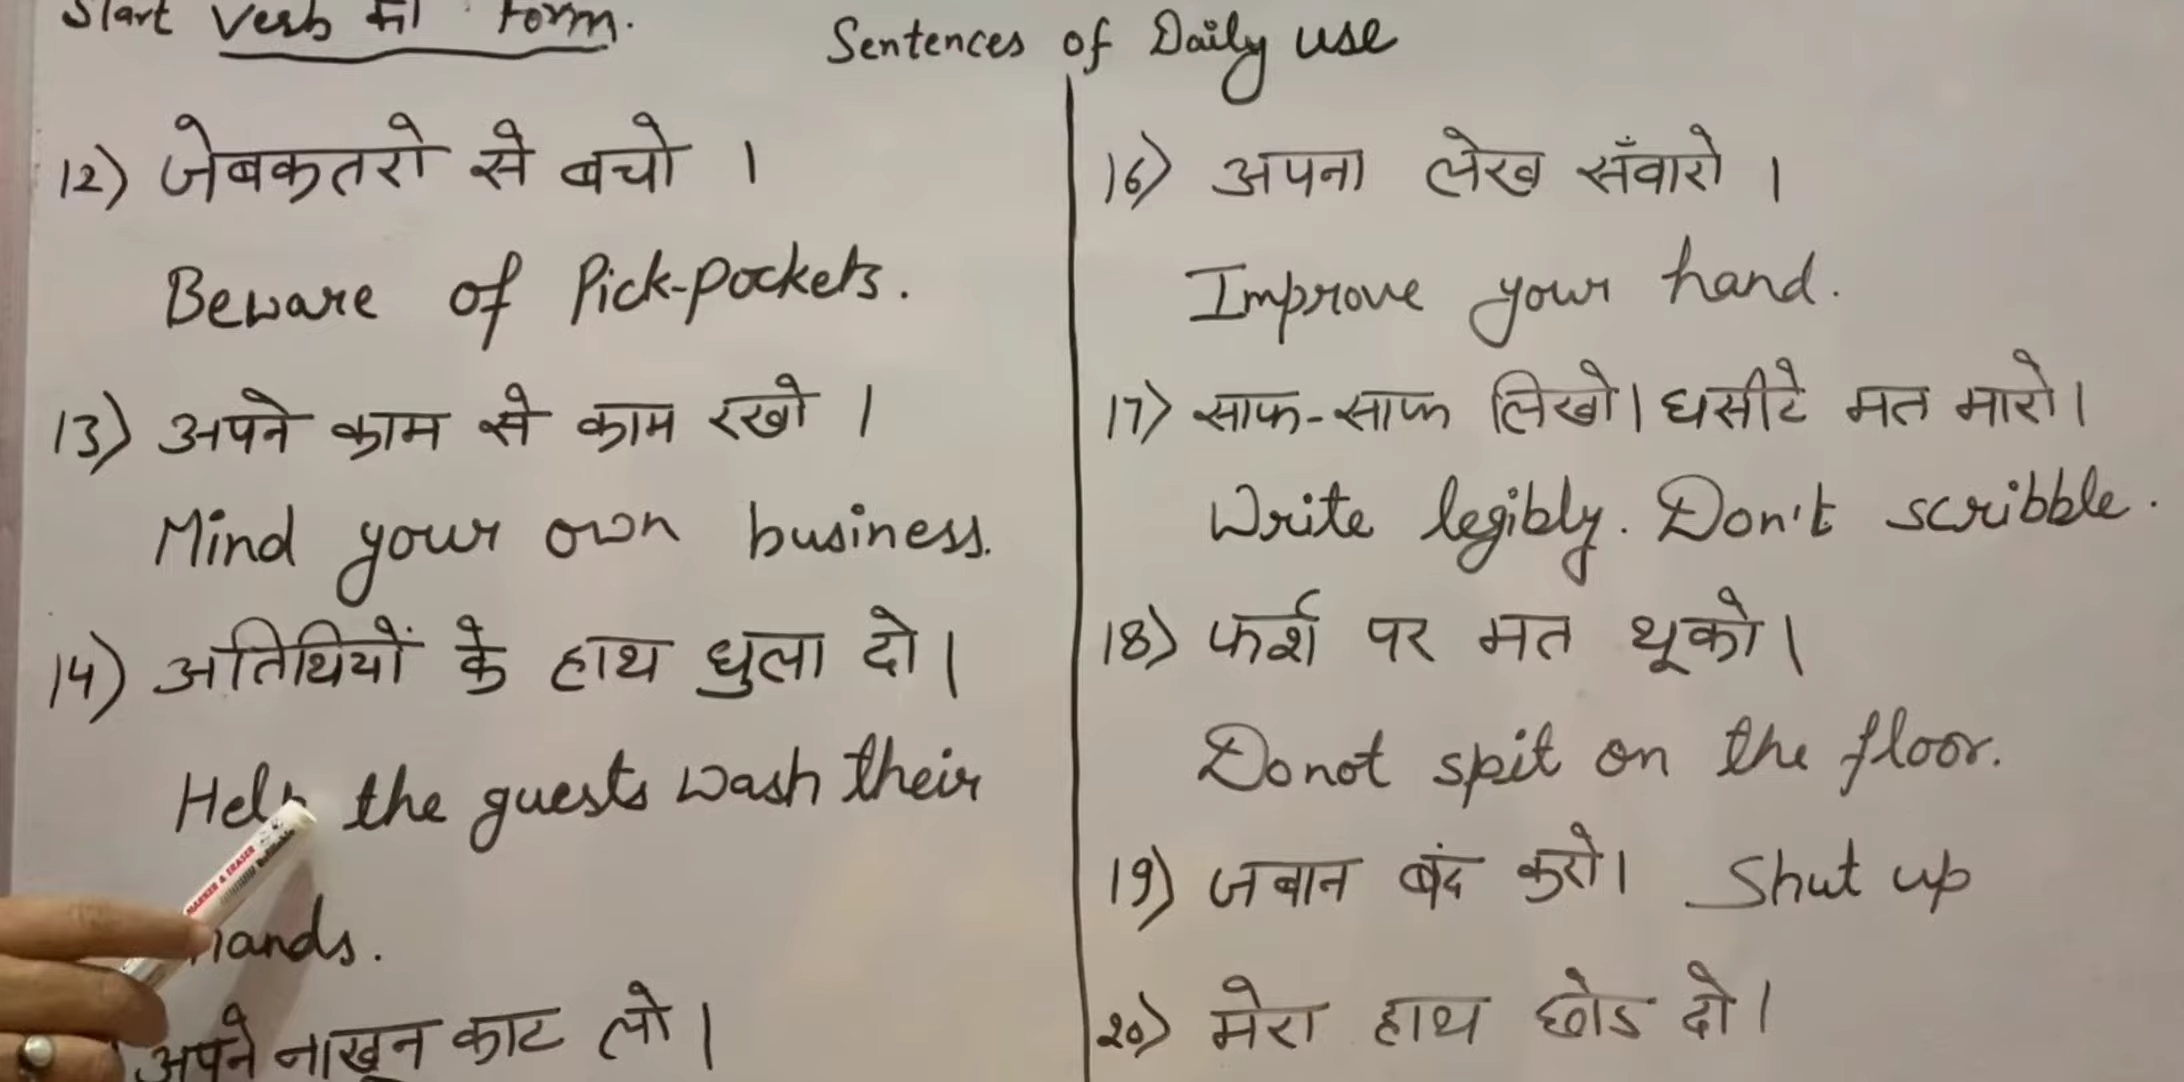 Start Verb की Form.
Sentences of Daily use
12) जेबकतरो से बचो ।
Beware of Pick-pockets.
13) अपने काम से काम रखो ।
Mind your own business.
14) अतिथियों के हाथ धुला दो।
Help the guests wash their
hands.
अपने नाखून काट लो।
16) अपना लेख सँवारो ।
Improve your hand.
17) साफ-साफ लिखो। घसीटे मत मारो।
Write legibly. Don't scribble.
18) फर्श पर मत थूको।
Donot spit on the floor.
19) जबान बंद करो। Shut up
20) मेरा हाथ छोड दो।